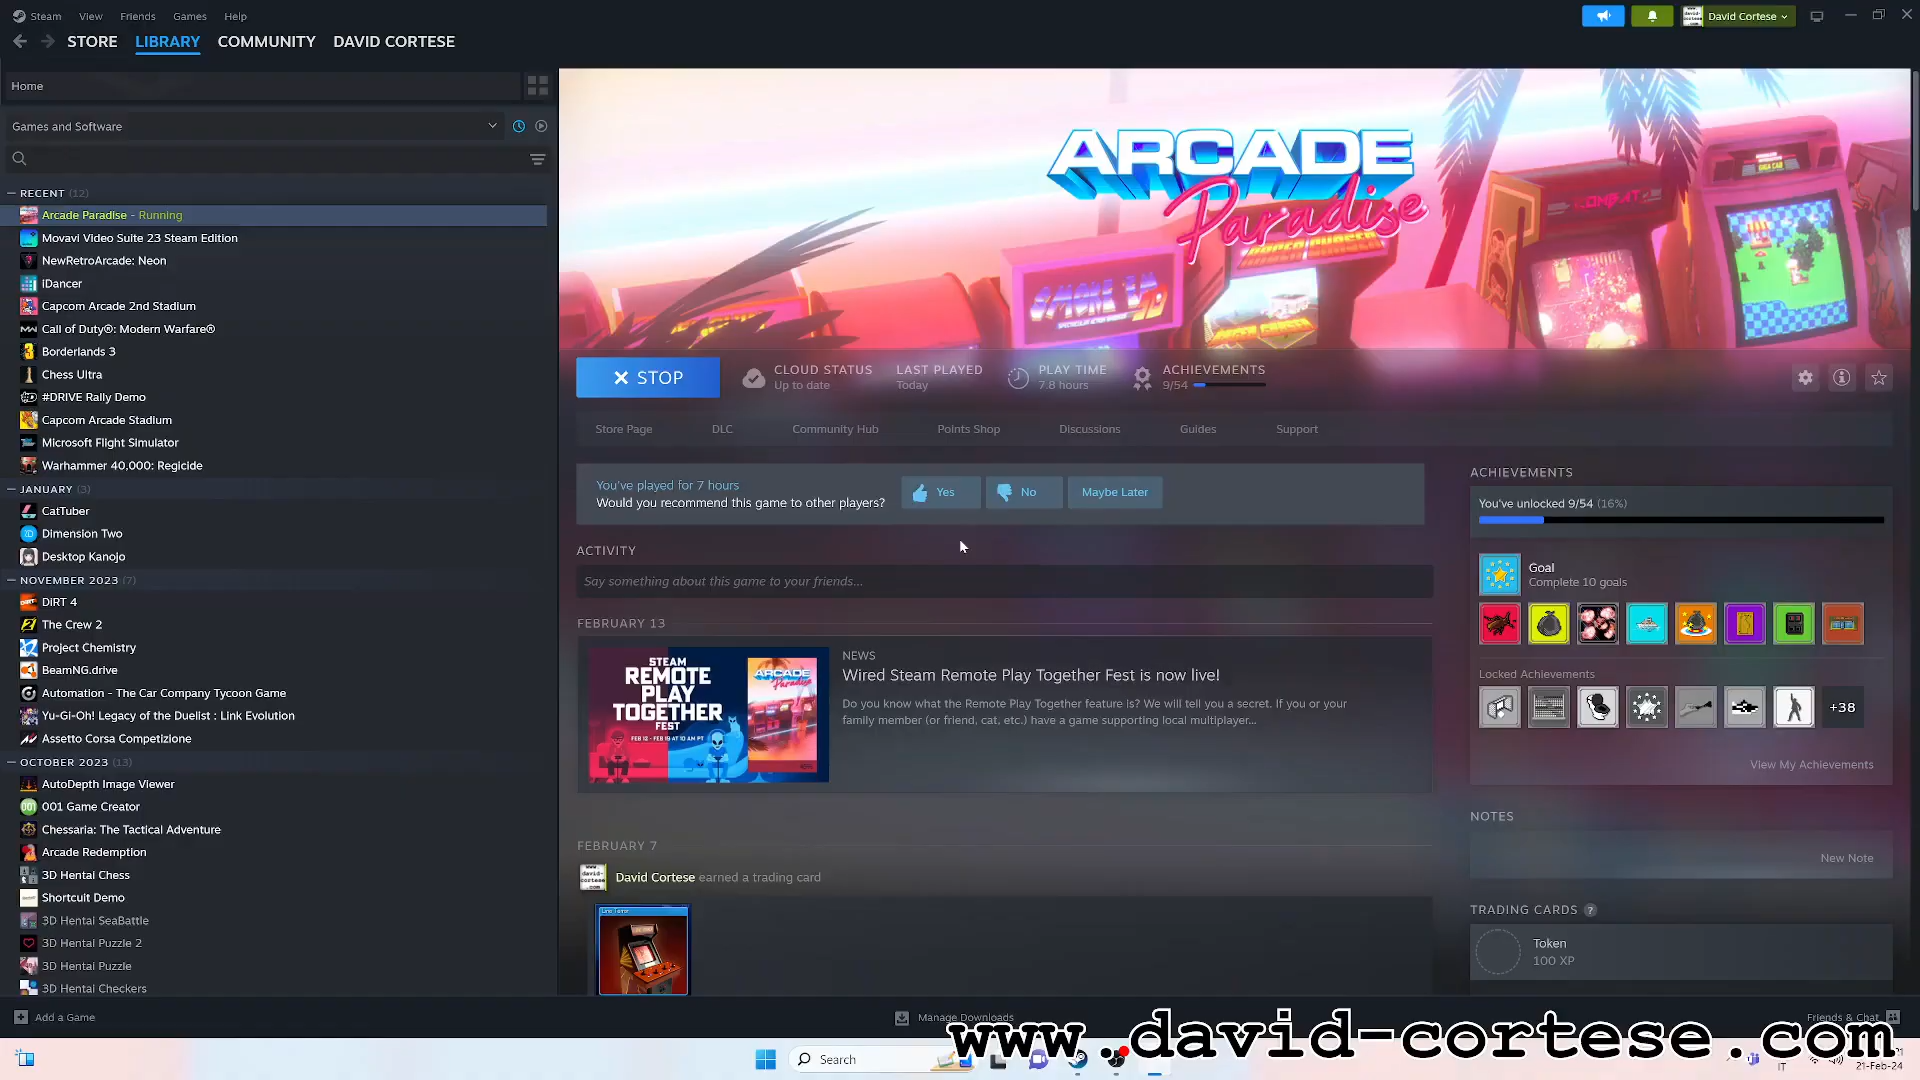 Steam View Friends Games Help
David Cortese
STORE LIBRARY COMMUNITY DAVID CORTESE
Home
Games and Software
RECENT (12)
Arcade Paradise - Running
Movavi Video Suite 23 Steam Edition
NewRetroArcade: Neon
iDancer
Capcom Arcade 2nd Stadium
Call of Duty®: Modern Warfare®
Borderlands 3
Chess Ultra
#DRIVE Rally Demo
Capcom Arcade Stadium
Microsoft Flight Simulator
Warhammer 40,000: Regicide
JANUARY (3)
CatTuber
Dimension Two
Desktop Kanojo
NOVEMBER 2023 (7)
DiRT 4
The Crew 2
Project Chemistry
BeamNG.drive
Automation - The Car Company Tycoon Game
Yu-Gi-Oh! Legacy of the Duelist : Link Evolution
Assetto Corsa Competizione
OCTOBER 2023 (13)
AutoDepth Image Viewer
001 Game Creator
Chessaria: The Tactical Adventure
Arcade Redemption
3D Hentai Chess
Shortcuit Demo
3D Hentai SeaBattle
3D Hentai Puzzle 2
3D Hentai Puzzle
3D Hentai Checkers
Add a Game
ARCADE
Paradise
RACER CHASER
COMBAT
STOP
CLOUD STATUS
Up to date
LAST PLAYED
Today
PLAY TIME
7.8 hours
ACHIEVEMENTS
9/54
Store Page DLC Community Hub Points Shop Discussions Guides Support
You've played for 7 hours
Would you recommend this game to other players?
Yes No Maybe Later
ACTIVITY
Say something about this game to your friends...
FEBRUARY 13
STEAM
REMOTE
PLAY
TOGETHER
FEST
ARCADE
Paradise
NEWS
Wired Steam Remote Play Together Fest is now live!
Do you know what the Remote Play Together feature is? We will tell you a secret. If you or your
family member (or friend, cat, etc.) have a game supporting local multiplayer...
FEBRUARY 7
David Cortese earned a trading card
ACHIEVEMENTS
You've unlocked 9/54 (16%)
Goal
Complete 10 goals
Locked Achievements
+38
View My Achievements
NOTES
New Note
TRADING CARDS ?
Token
100 XP
Manage Downloads
Friends & Chat
www.david-cortese.com
Search
IT
21-Feb-24